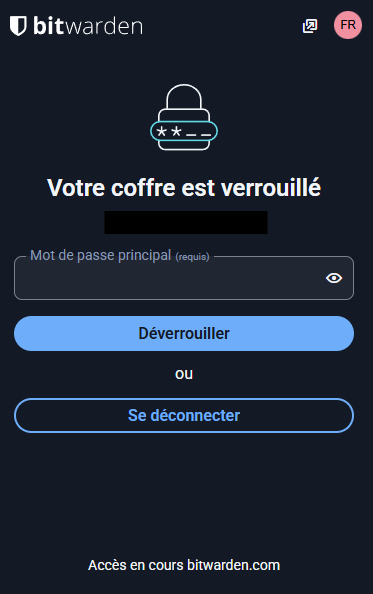 bitwarden
FR
**__
Votre coffre est verrouillé
Mot de passe principal (requis)
Déverrouiller
ou
Se déconnecter
Accès en cours bitwarden.com